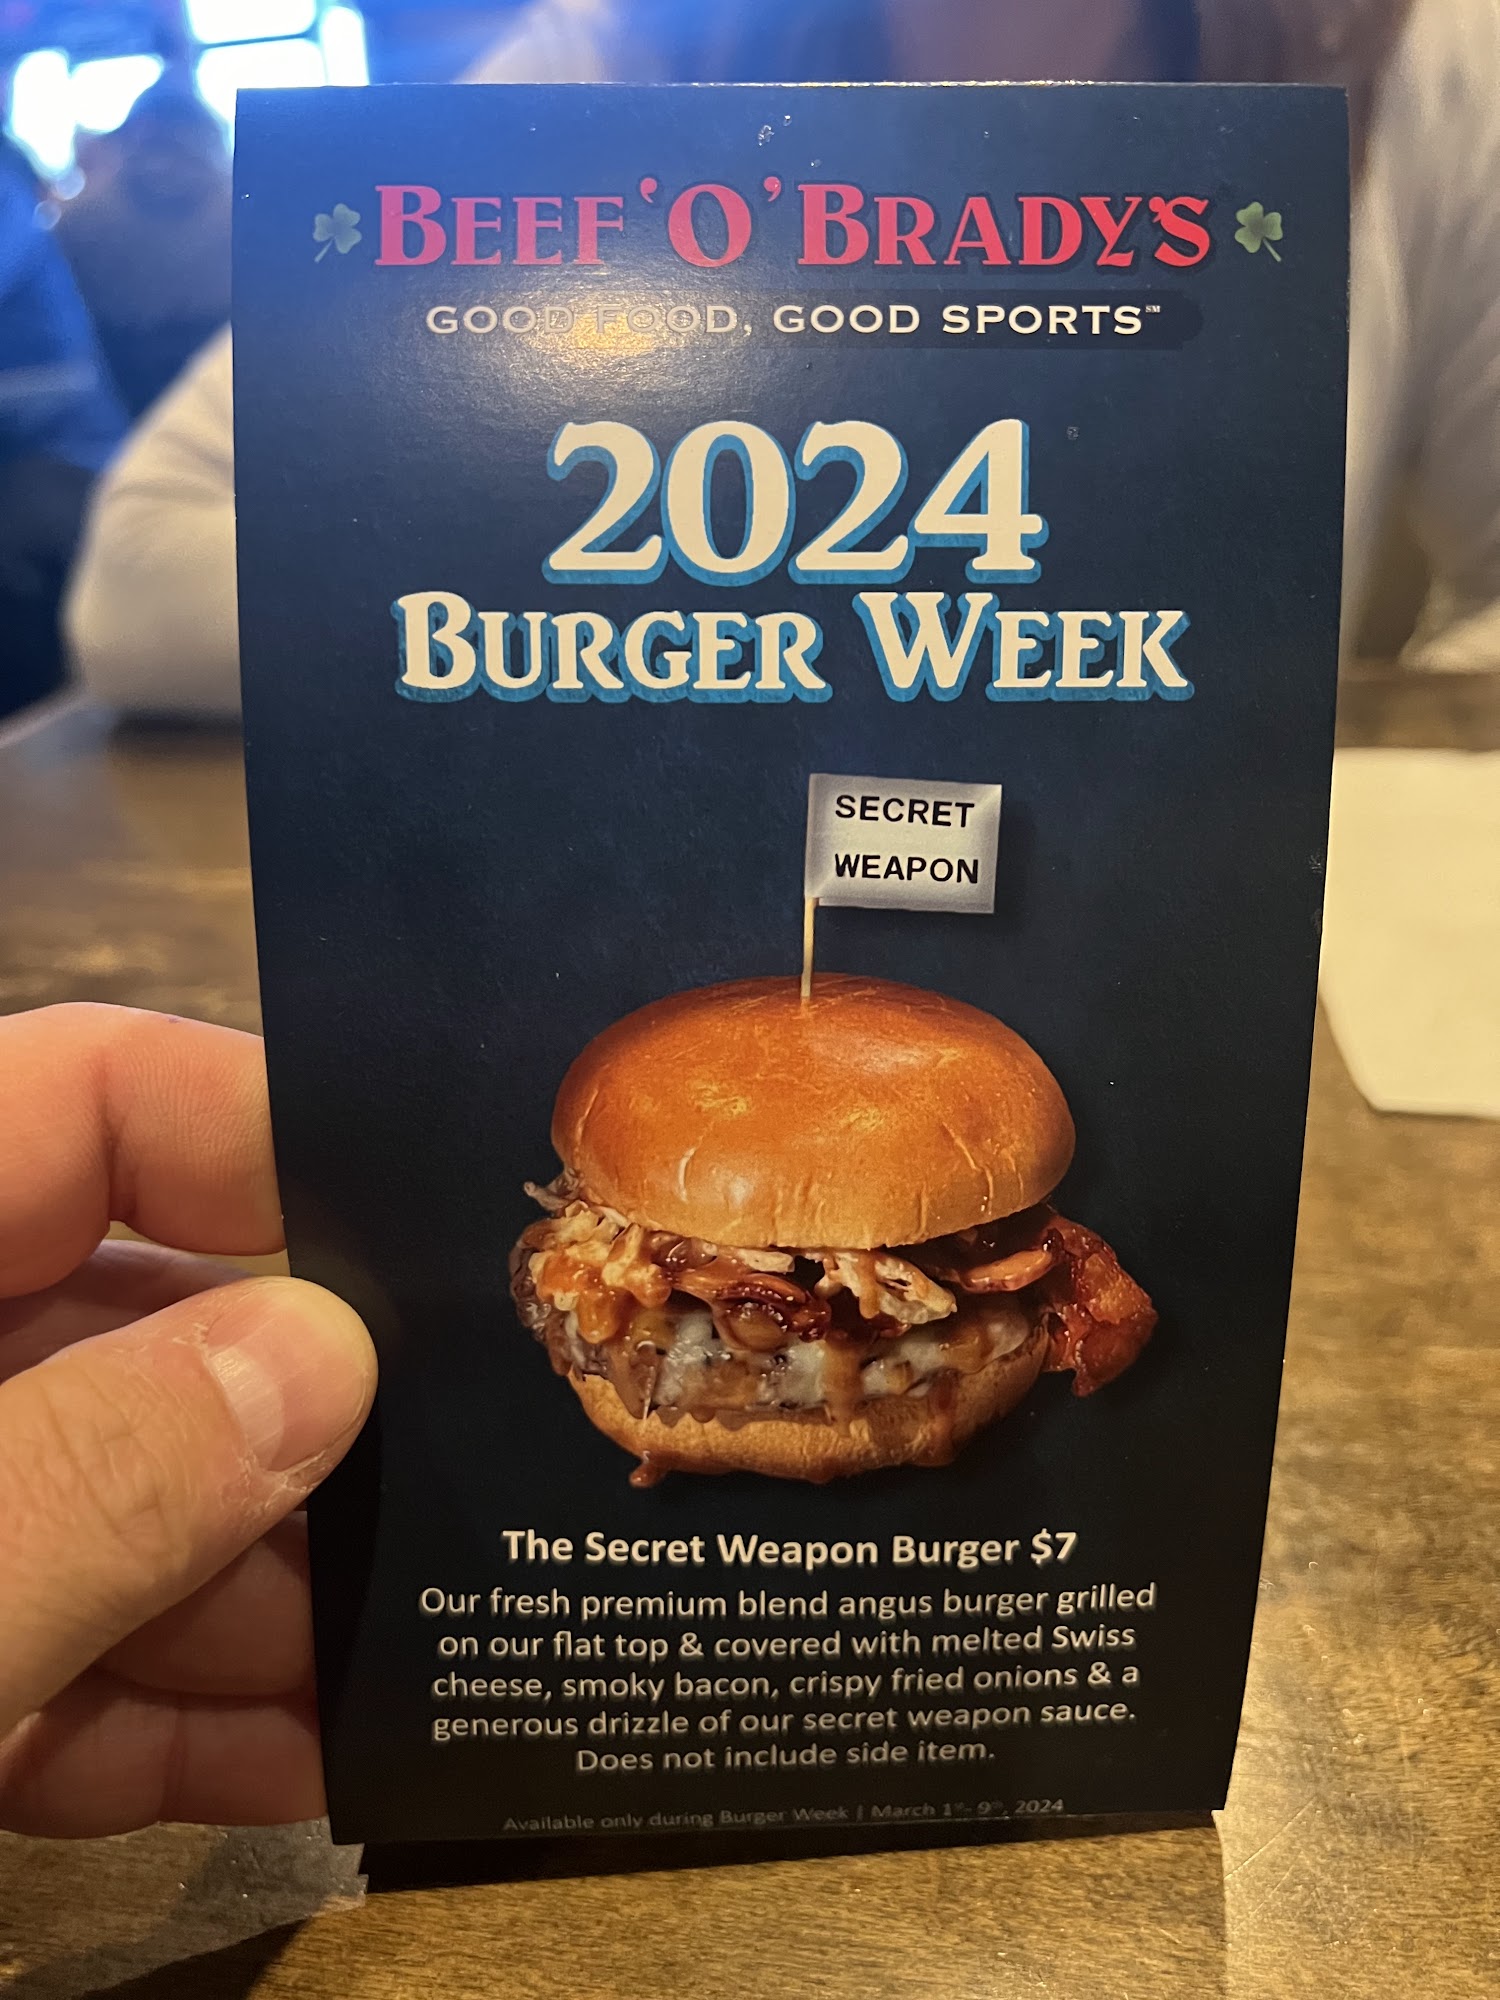 BEEF 'O' BRADY'S
GOOD FOOD, GOOD SPORTS℠
2024
BURGER WEEK
SECRET
WEAPON
The Secret Weapon Burger $7
Our fresh premium blend angus burger grilled
on our flat top & covered with melted Swiss
cheese, smoky bacon, crispy fried onions & a
generous drizzle of our secret weapon sauce.
Does not include side item.
Available only during Burger Week | March 1st- 9th, 2024